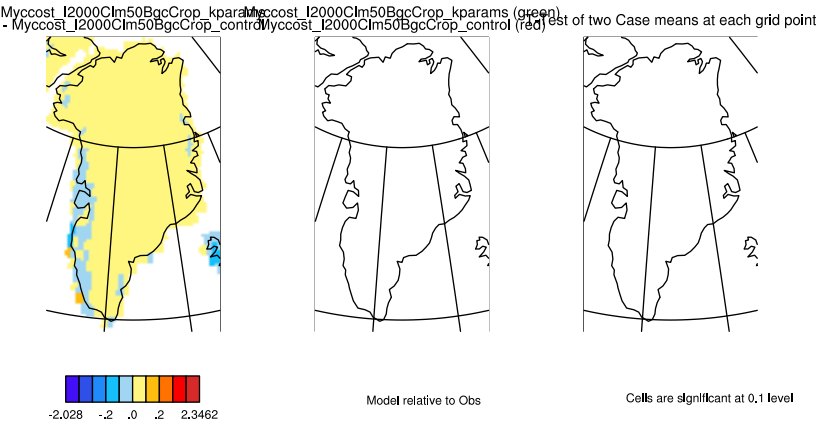 Myccost_I2000Clm50BgcCrop_kparams
- Myccost_I2000Clm50BgcCrop_control
Myccost_I2000Clm50BgcCrop_kparams (green)
Myccost_I2000Clm50BgcCrop_control (red)
T-Test of two Case means at each grid point
-2.028 -.2 .0 .2 2.3462
Model relative to Obs
Cells are significant at 0.1 level